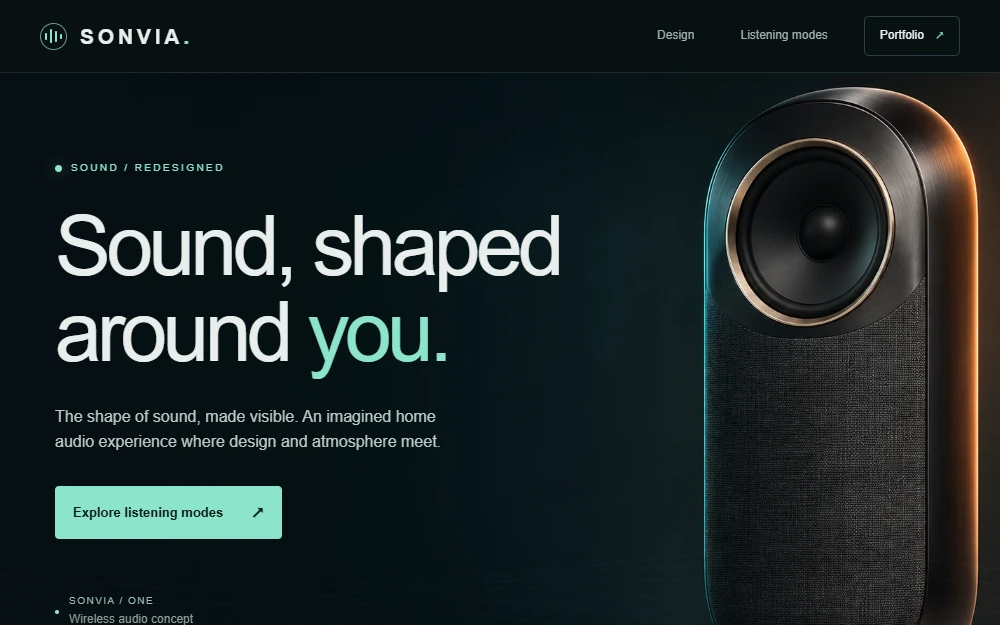 SONVIA.
Design
Listening modes
Portfolio ↗
SOUND / REDESIGNED
Sound, shaped
around you.
The shape of sound, made visible. An imagined home
audio experience where design and atmosphere meet.
Explore listening modes ↗
SONVIA / ONE
Wireless audio concept